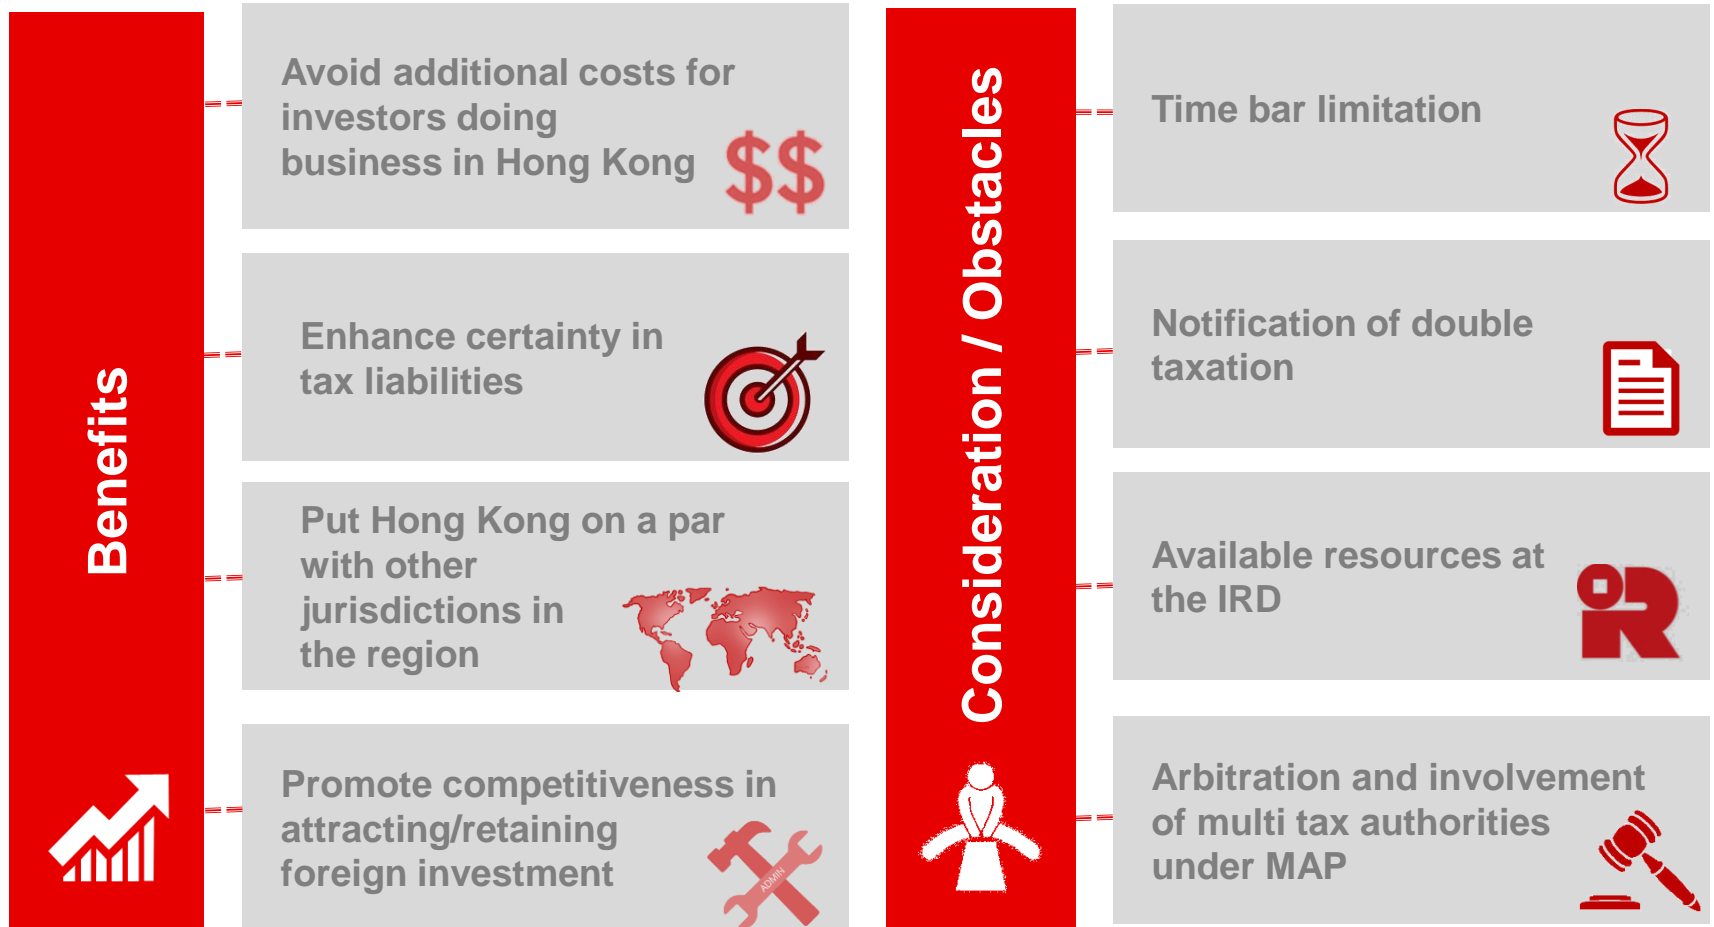 Benefits
Avoid additional costs for
investors doing
business in Hong Kong
$$
Enhance certainty in
tax liabilities
Put Hong Kong on a par
with other
jurisdictions in
the region
Promote competitiveness in
attracting/retaining
foreign investment
ADMIN
Consideration / Obstacles
Time bar limitation
Notification of double
taxation
Available resources at
the IRD
Arbitration and involvement
of multi tax authorities
under MAP